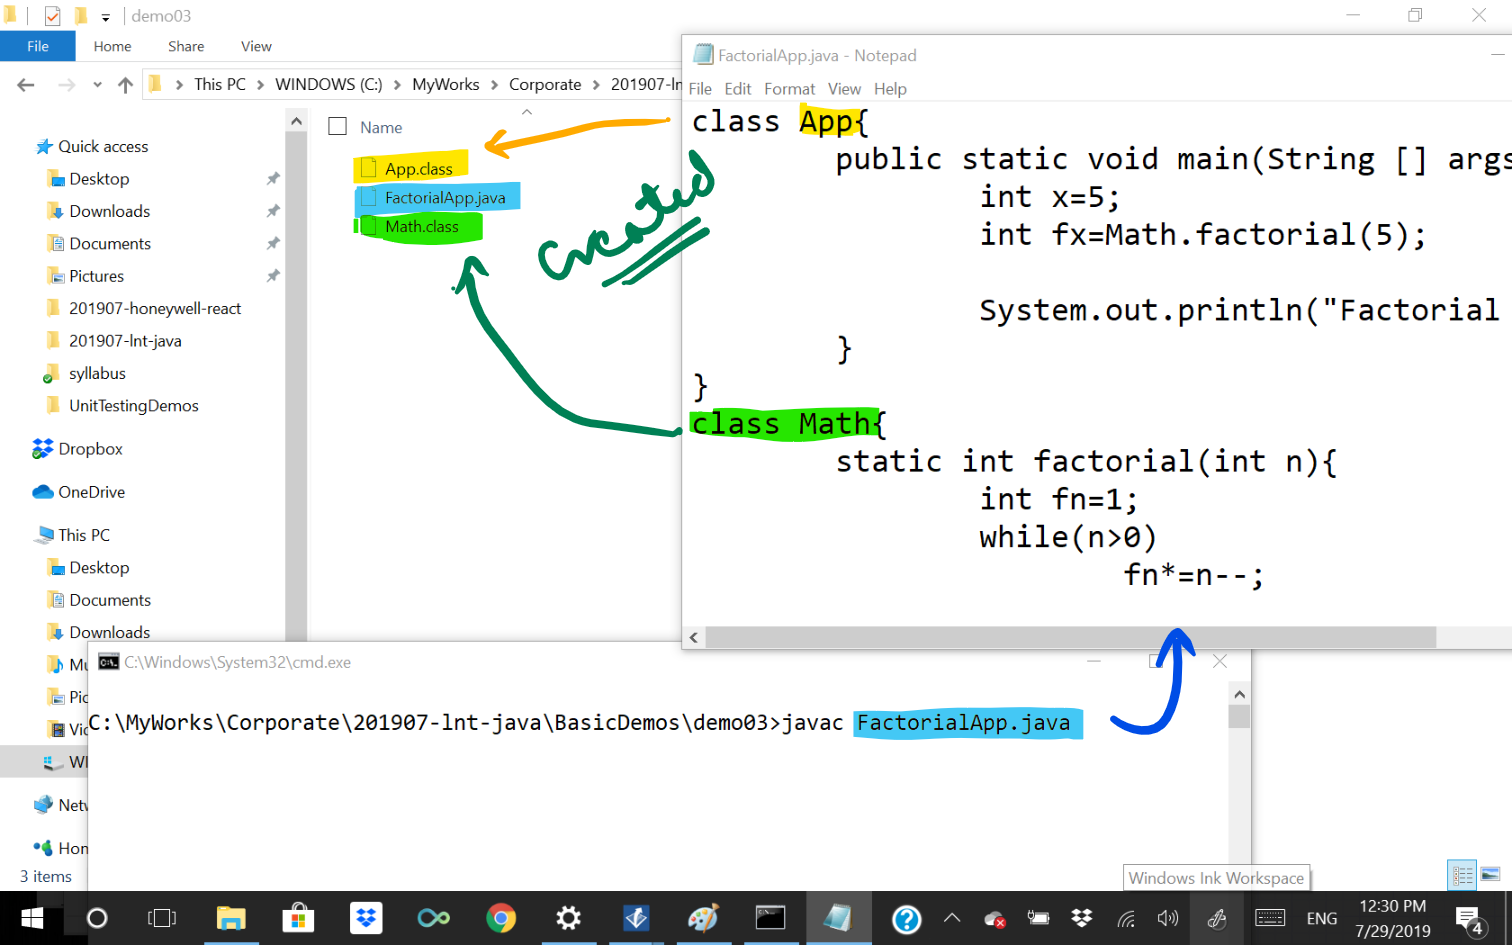 demo03
File Home Share View
This PC > WINDOWS (C:) > MyWorks > Corporate > 201907-ln
Name
App.class
FactorialApp.java
Math.class
Quick access
Desktop
Downloads
Documents
Pictures
201907-honeywell-react
201907-lnt-java
syllabus
UnitTestingDemos
Dropbox
OneDrive
This PC
Desktop
Documents
Downloads
Mu
Pic
Vid
WI
Netw
Hon
3 items
created
FactorialApp.java - Notepad
File Edit Format View Help
class App{
public static void main(String [] args
int x=5;
int fx=Math.factorial(5);
System.out.println("Factorial
}
}
class Math{
static int factorial(int n){
int fn=1;
while(n>0)
fn*=n--;
C:\Windows\System32\cmd.exe
C:\MyWorks\Corporate\201907-lnt-java\BasicDemos\demo03>javac FactorialApp.java
Windows Ink Workspace
ENG
12:30 PM
7/29/2019
4